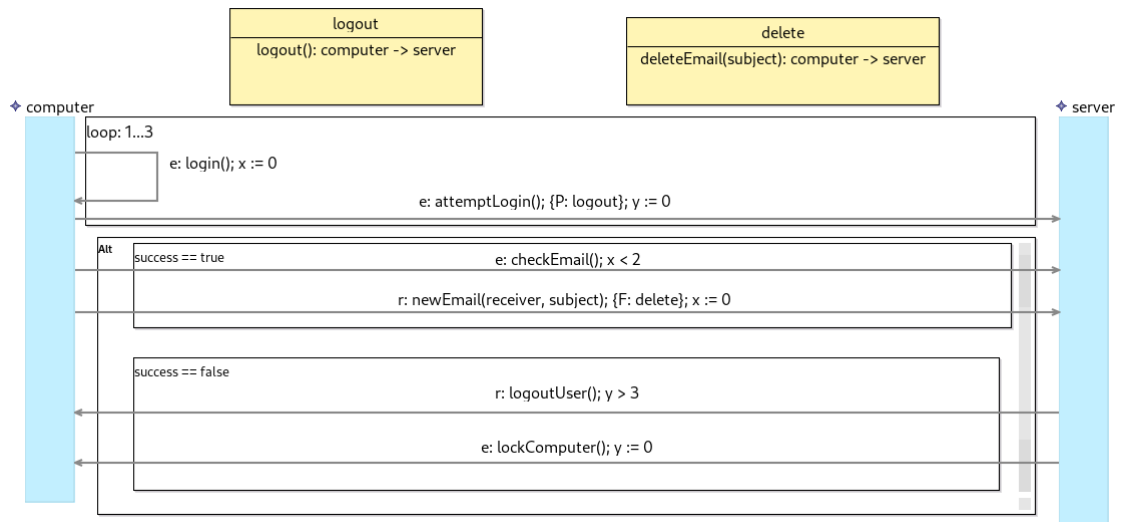 logout
logout(): computer -> server
delete
deleteEmail(subject): computer -> server
computer
server
loop: 1...3
e: login(); x := 0
e: attemptLogin(); {P: logout}; y := 0
Alt
success == true
e: checkEmail(); x < 2
r: newEmail(receiver, subject); {F: delete}; x := 0
success == false
r: logoutUser(); y > 3
e: lockComputer(); y := 0